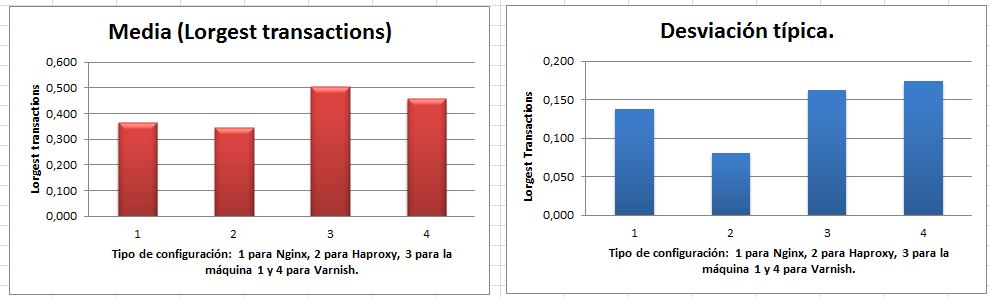 Media (Lorgest transactions)
Lorgest transactions
0,600
0,500
0,400
0,300
0,200
0,100
0,000
1
2
3
4
Tipo de configuración: 1 para Nginx, 2 para Haproxy, 3 para la
máquina 1 y 4 para Varnish.
Desviación típica.
Lorgest Transactions
0,200
0,150
0,100
0,050
0,000
1
2
3
4
Tipo de configuración: 1 para Nginx, 2 para Haproxy, 3 para la
máquina 1 y 4 para Varnish.